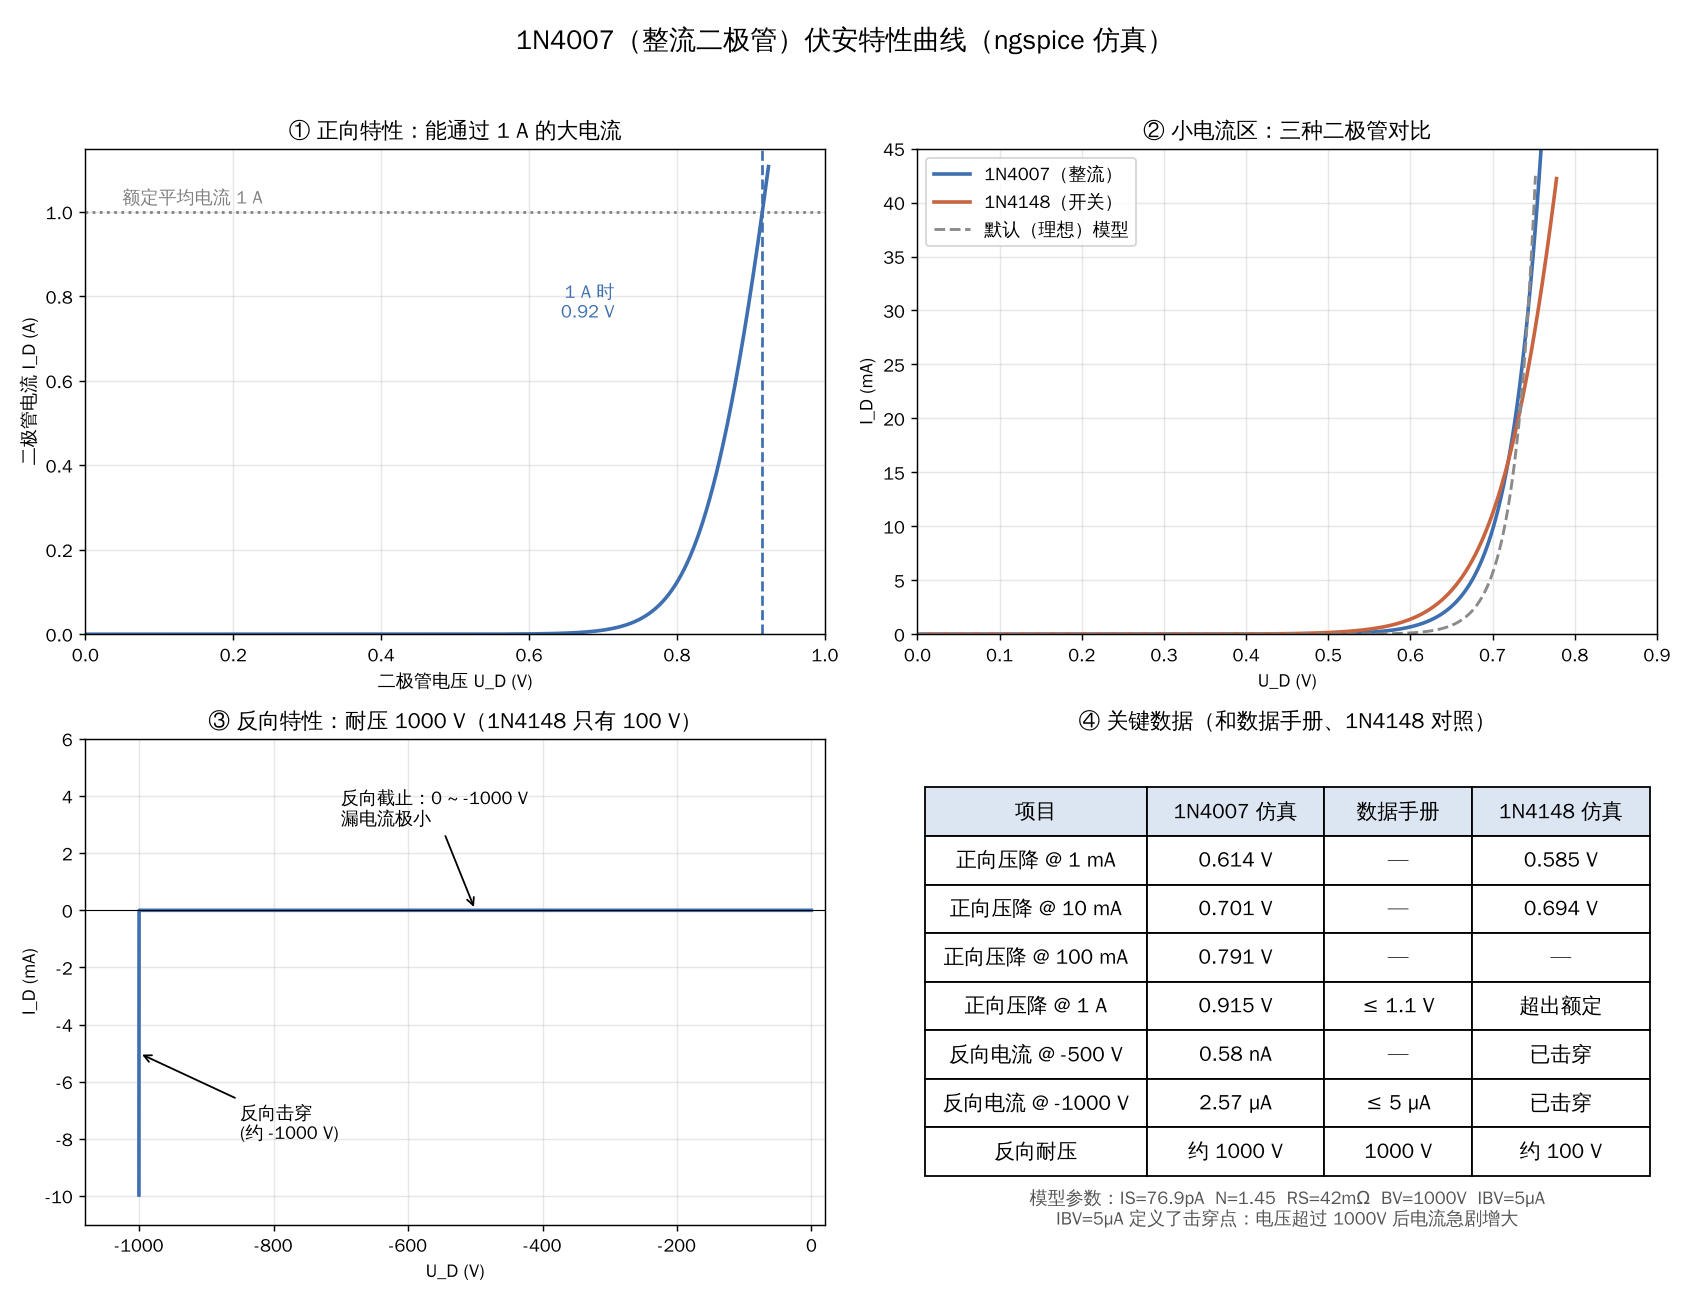 1N4007（整流二极管）伏安特性曲线（ngspice 仿真）
① 正向特性：能通过 1 A 的大电流
额定平均电流 1 A
1 A 时
0.92 V
二极管电流 I_D (A)
1.0
0.8
0.6
0.4
0.2
0.0
0.0 0.2 0.4 0.6 0.8 1.0
二极管电压 U_D (V)
② 小电流区：三种二极管对比
1N4007（整流）
1N4148（开关）
默认（理想）模型
I_D (mA)
45
40
35
30
25
20
15
10
5
0
0.0 0.1 0.2 0.3 0.4 0.5 0.6 0.7 0.8 0.9
U_D (V)
③ 反向特性：耐压 1000 V（1N4148 只有 100 V）
反向截止：0 ~ -1000 V
漏电流极小
反向击穿
(约 -1000 V)
I_D (mA)
6
4
2
0
-2
-4
-6
-8
-10
-1000 -800 -600 -400 -200 0
U_D (V)
④ 关键数据（和数据手册、1N4148 对照）
项目 1N4007 仿真 数据手册 1N4148 仿真
正向压降 @ 1 mA 0.614 V — 0.585 V
正向压降 @ 10 mA 0.701 V — 0.694 V
正向压降 @ 100 mA 0.791 V — —
正向压降 @ 1 A 0.915 V ≤ 1.1 V 超出额定
反向电流 @ -500 V 0.58 nA — 已击穿
反向电流 @ -1000 V 2.57 µA ≤ 5 µA 已击穿
反向耐压 约 1000 V 1000 V 约 100 V
模型参数：IS=76.9pA N=1.45 RS=42mΩ BV=1000V IBV=5µA
IBV=5µA 定义了击穿点：电压超过 1000V 后电流急剧增大